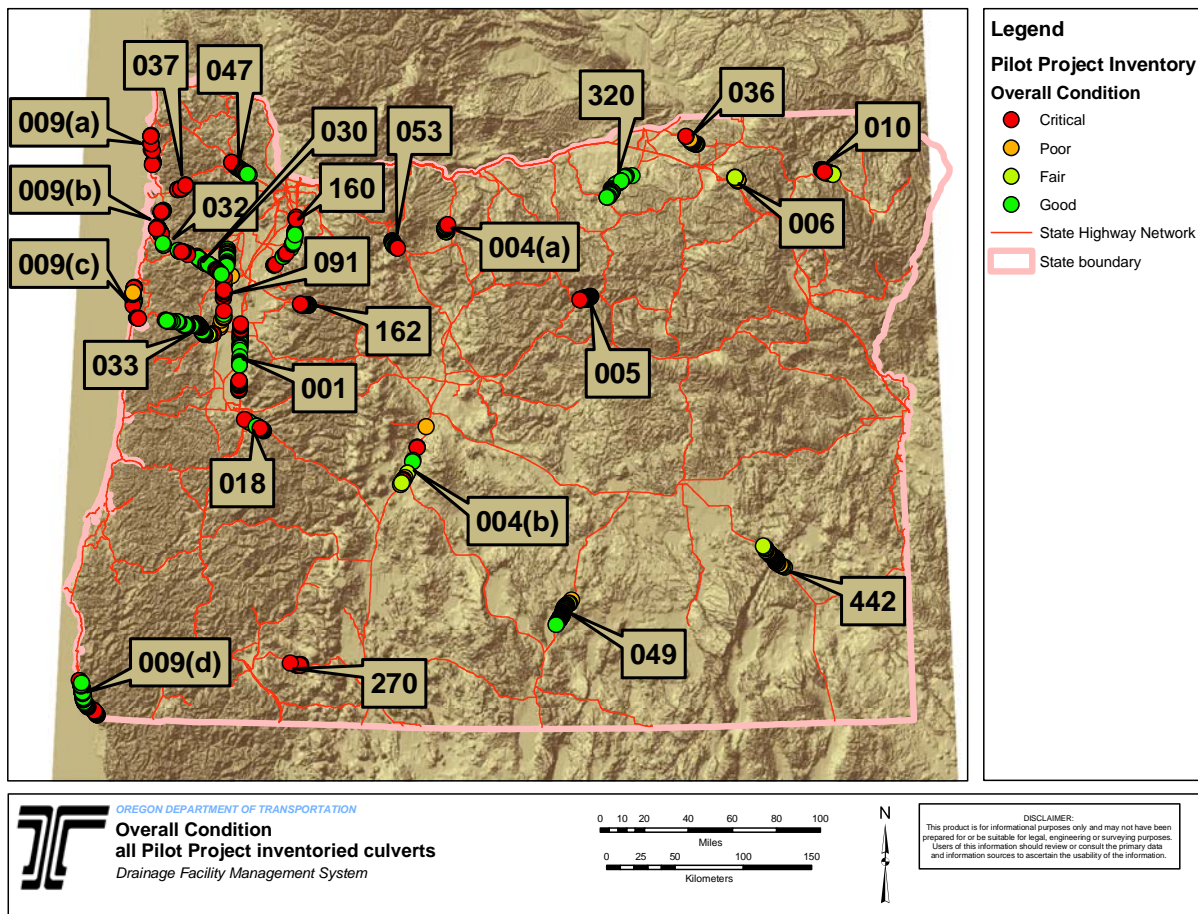 037
047
009(a)
030
053
320
036
010
009(b)
032
160
004(a)
006
009(c)
091
162
005
033
001
018
004(b)
442
049
009(d)
270
Legend
Pilot Project Inventory
Overall Condition
Critical
Poor
Fair
Good
State Highway Network
State boundary
OREGON DEPARTMENT OF TRANSPORTATION
Overall Condition
all Pilot Project inventoried culverts
Drainage Facility Management System
0 10 20 40 60 80 100
Miles
0 25 50 100 150
Kilometers
N
DISCLAIMER:
This product is for informational purposes only and may not have been
prepared for or be suitable for legal, engineering or surveying purposes.
Users of this information should review or consult the primary data
and information sources to ascertain the usability of the information.